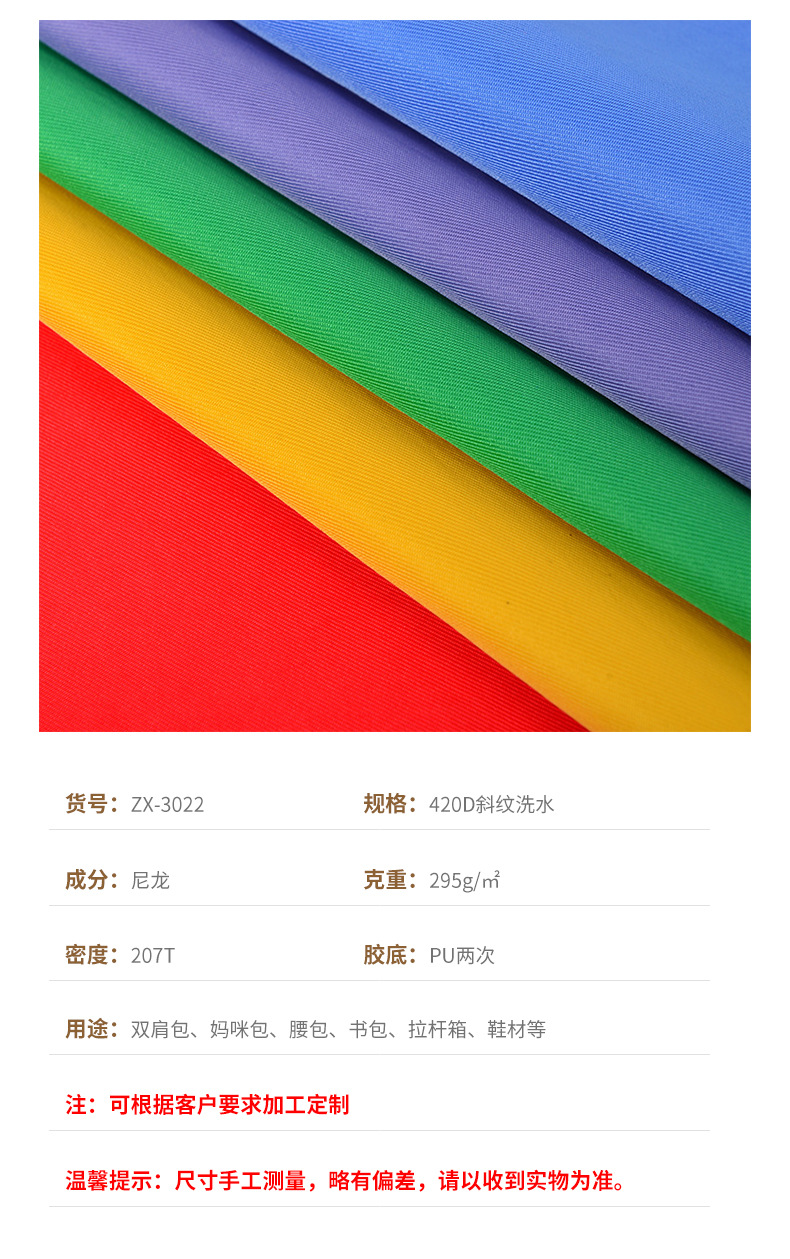 货号：ZX-3022 规格：420D斜纹洗水
成分：尼龙 克重：295g/㎡
密度：207T 胶底：PU两次
用途：双肩包、妈咪包、腰包、书包、拉杆箱、鞋材等
注：可根据客户要求加工定制
温馨提示：尺寸手工测量，略有偏差，请以收到实物为准。